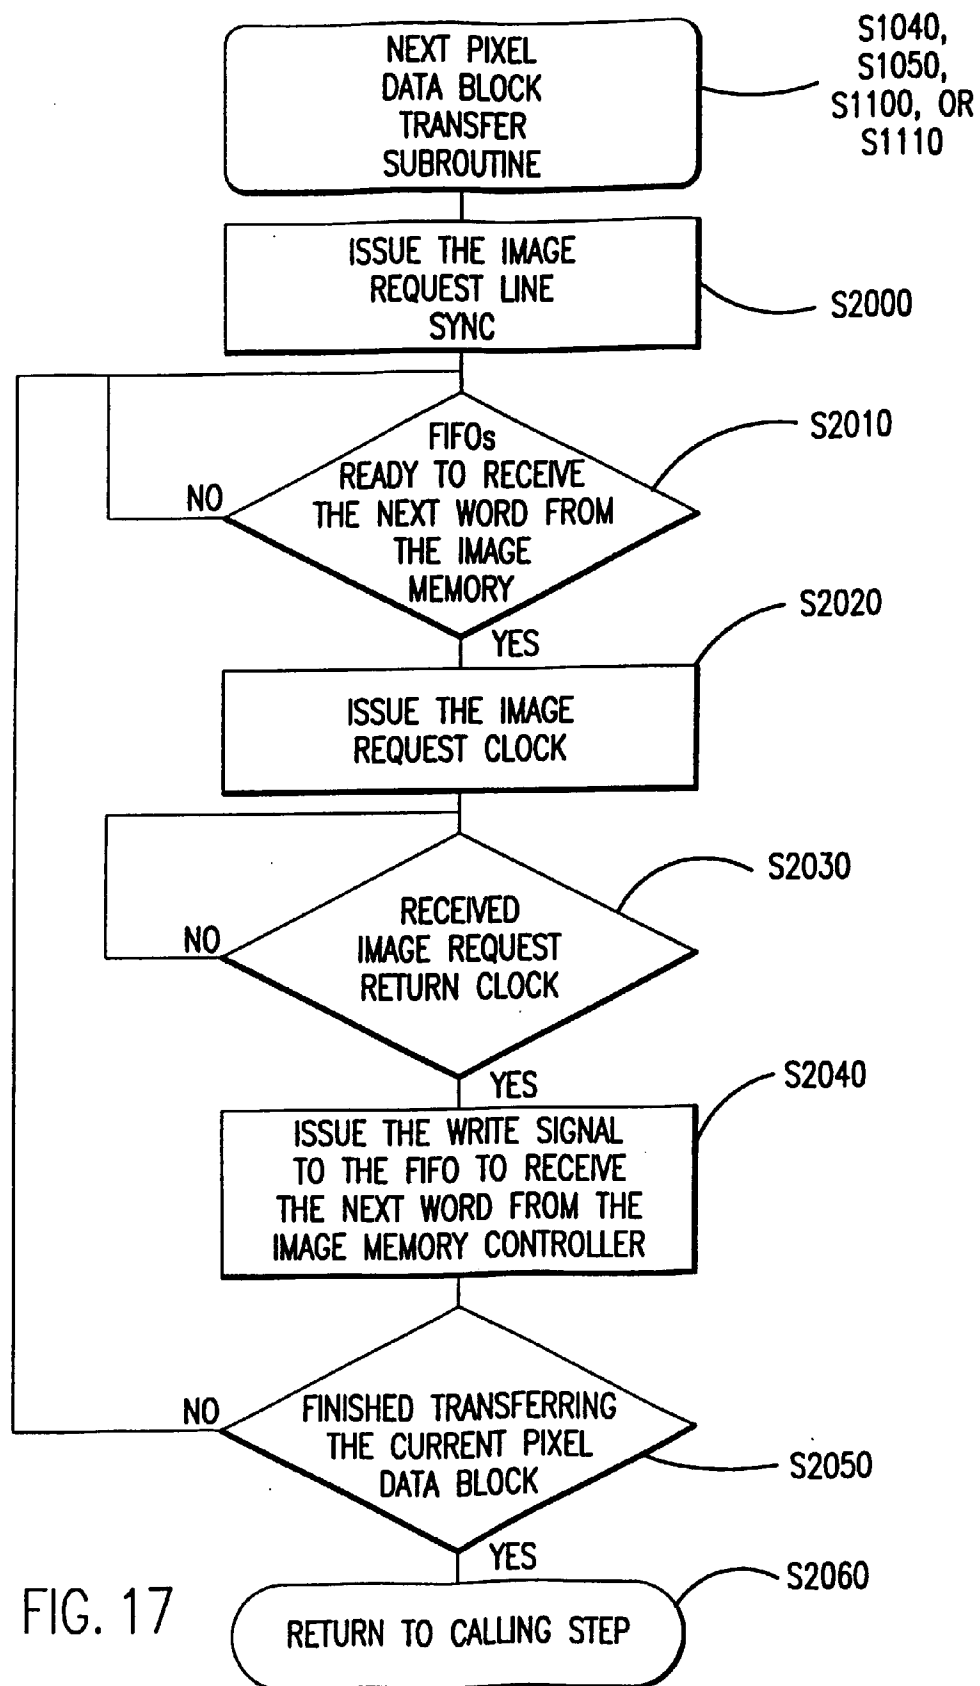 NEXT PIXEL
DATA BLOCK
TRANSFER
SUBROUTINE
S1040,
S1050,
S1100, OR
S1110
ISSUE THE IMAGE
REQUEST LINE
SYNC
S2000
FIFOs
READY TO RECEIVE
THE NEXT WORD FROM
THE IMAGE
MEMORY
S2010
NO
YES
S2020
ISSUE THE IMAGE
REQUEST CLOCK
RECEIVED
IMAGE REQUEST
RETURN CLOCK
S2030
NO
YES
S2040
ISSUE THE WRITE SIGNAL
TO THE FIFO TO RECEIVE
THE NEXT WORD FROM THE
IMAGE MEMORY CONTROLLER
NO
FINISHED TRANSFERRING
THE CURRENT PIXEL
DATA BLOCK
S2050
YES
S2060
RETURN TO CALLING STEP
FIG. 17